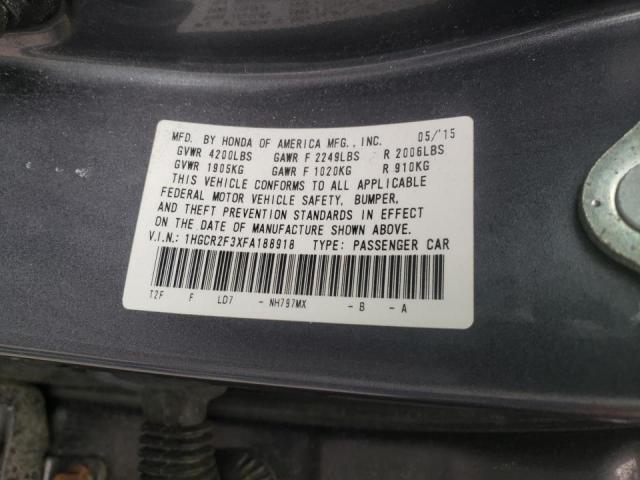 MFD. BY HONDA OF AMERICA MFG., INC. 05/'15
GVWR 4200LBS GAWR F 2249LBS R 2006LBS
GVWR 1905KG GAWR F 1020KG R 910KG
THIS VEHICLE CONFORMS TO ALL APPLICABLE
FEDERAL MOTOR VEHICLE SAFETY, BUMPER,
AND THEFT PREVENTION STANDARDS IN EFFECT
ON THE DATE OF MANUFACTURE SHOWN ABOVE.
V.I.N.: 1HGCR2F3XFA188918 TYPE: PASSENGER CAR
T2F F LD7 - NH797MX - B - A